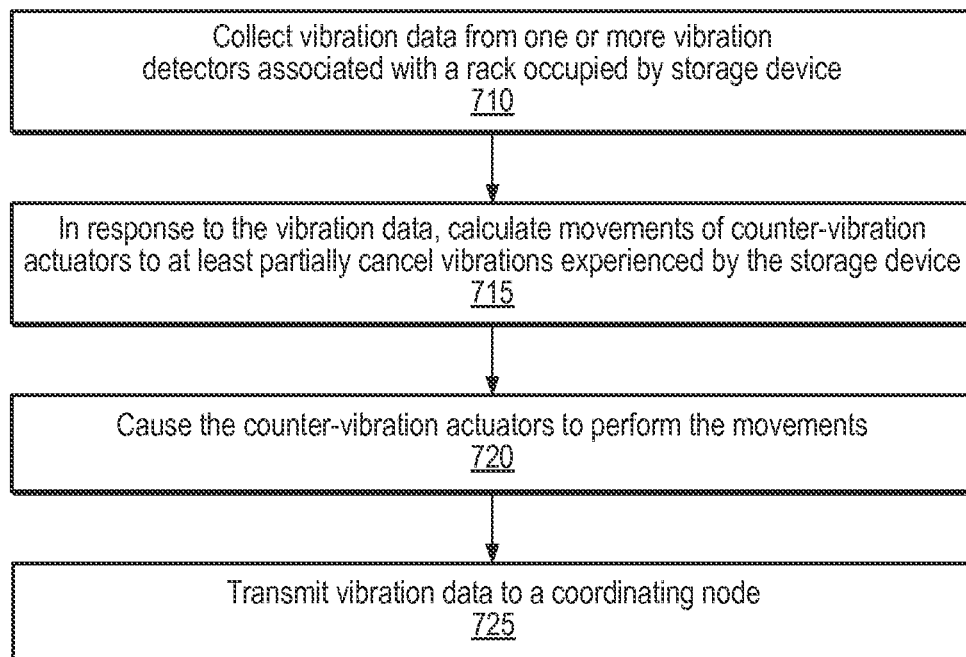 Collect vibration data from one or more vibration
detectors associated with a rack occupied by storage device
710
In response to the vibration data, calculate movements of counter-vibration
actuators to at least partially cancel vibrations experienced by the storage device
715
Cause the counter-vibration actuators to perform the movements
720
Transmit vibration data to a coordinating node
725